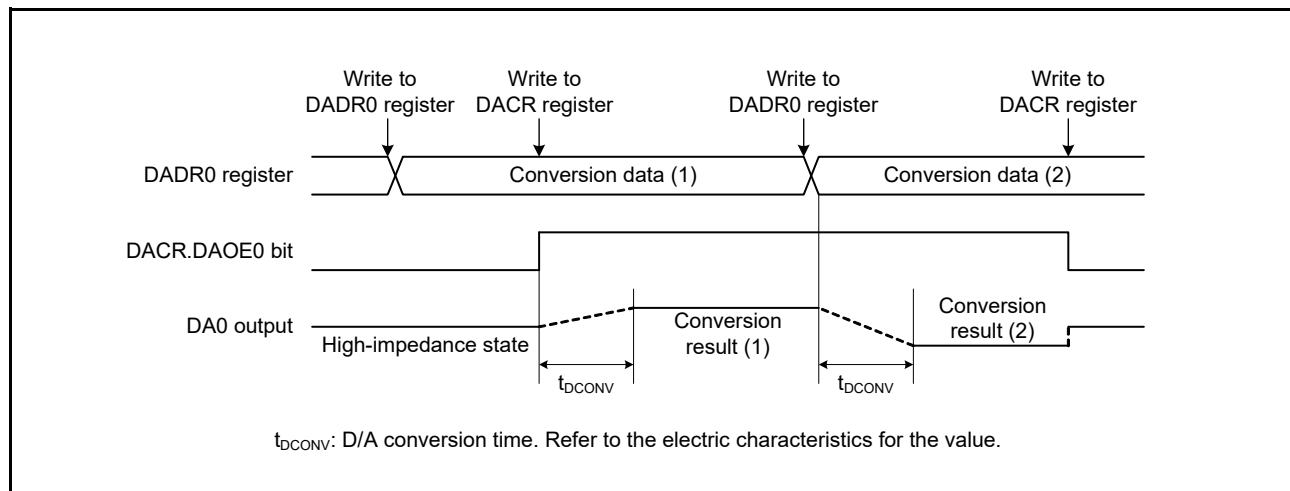 Write to
DADR0 register
Write to
DACR register
Write to
DADR0 register
Write to
DACR register
DADR0 register
Conversion data (1)
Conversion data (2)
DACR.DAOE0 bit
DA0 output
High-impedance state
Conversion
result (1)
Conversion
result (2)
tDCONV
tDCONV
tDCONV: D/A conversion time. Refer to the electric characteristics for the value.